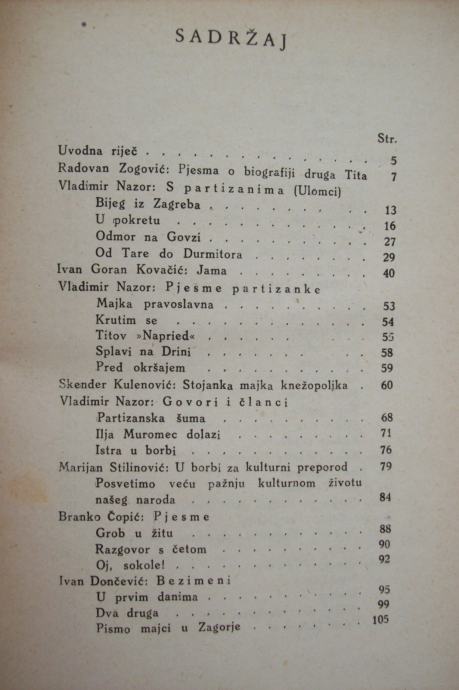 SADRŽAJ
Str.
Uvodna riječ . . . . . . . . . . . . . . 5
Radovan Zogović: Pjesma o biografiji druga Tita 7
Vladimir Nazor: S partizanima (Ulomci)
Bijeg iz Zagreba . . . . . . . . . . 13
U pokretu . . . . . . . . . . . . 16
Odmor na Govzi . . . . . . . . . . 27
Od Tare do Durmitora . . . . . . . . 29
Ivan Goran Kovačić: Jama . . . . . . . . 40
Vladimir Nazor: Pjesme partizanke
Majka pravoslavna . . . . . . . . . 53
Krutim se . . . . . . . . . . . . 54
Titov »Napried« . . . . . . . . . . 55
Splavi na Drini . . . . . . . . . . 58
Pred okršajem . . . . . . . . . . . 59
Skender Kulenović: Stojanka majka knežopoljka . 60
Vladimir Nazor: Govori i članci
Partizanska šuma . . . . . . . . . . 68
Ilja Muromec dolazi . . . . . . . . . 71
Istra u borbi . . . . . . . . . . . 76
Marijan Stilinović: U borbi za kulturni preporod . 79
Posvetimo veću pažnju kulturnom životu
našeg naroda . . . . . . . . . . . 84
Branko Čopić: Pjesme
Grob u žitu . . . . . . . . . . . 88
Razgovor s četom . . . . . . . . . . 90
Oj, sokole! . . . . . . . . . . . 92
Ivan Dončević: Bezimeni
U prvim danima . . . . . . . . . . 95
Dva druga . . . . . . . . . . . . 99
Pismo majci u Zagorje . . . . . . . . 105